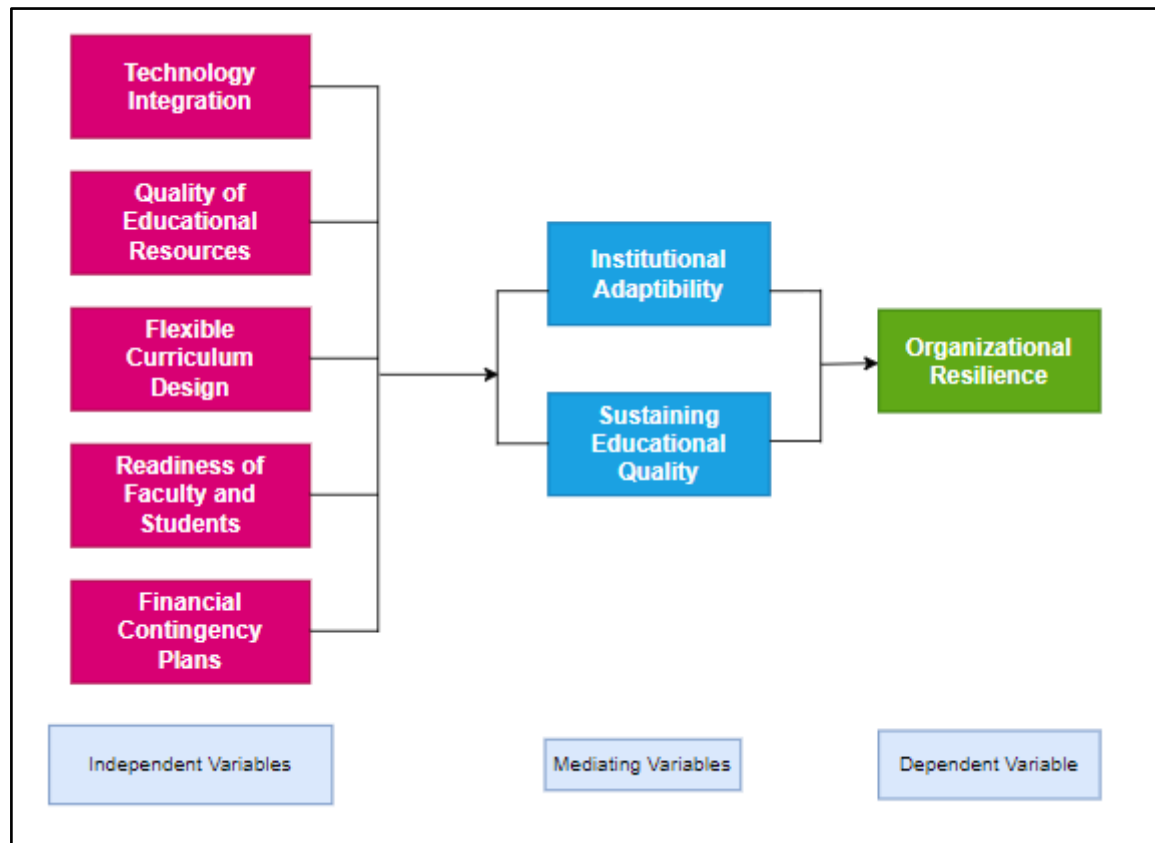 Technology
Integration
Quality of
Educational
Resources
Flexible
Curriculum
Design
Readiness of
Faculty and
Students
Financial
Contingency
Plans
Institutional
Adaptibility
Sustaining
Educational
Quality
Organizational
Resilience
Independent Variables
Mediating Variables
Dependent Variable